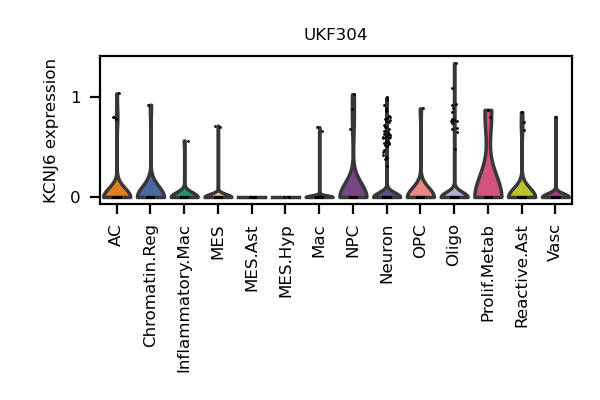 UKF304
KCNJ6 expression
1
0
AC
Chromatin.Reg
Inflammatory.Mac
MES
MES.Ast
MES.Hyp
Mac
NPC
Neuron
OPC
Oligo
Prolif.Metab
Reactive.Ast
Vasc